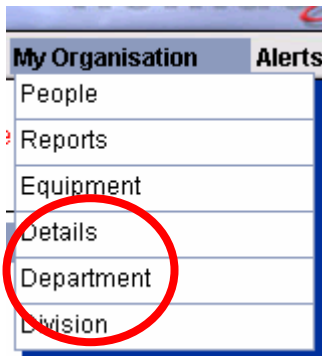 My Organisation Alerts
People
Reports
Equipment
Details
Department
Division